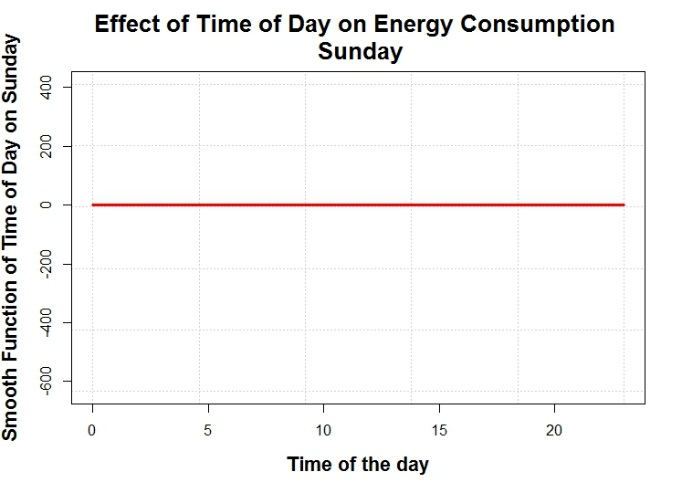 Effect of Time of Day on Energy Consumption
Sunday
Smooth Function of Time of Day on Sunday
400
200
0
-200
-400
-600
0 5 10 15 20
Time of the day